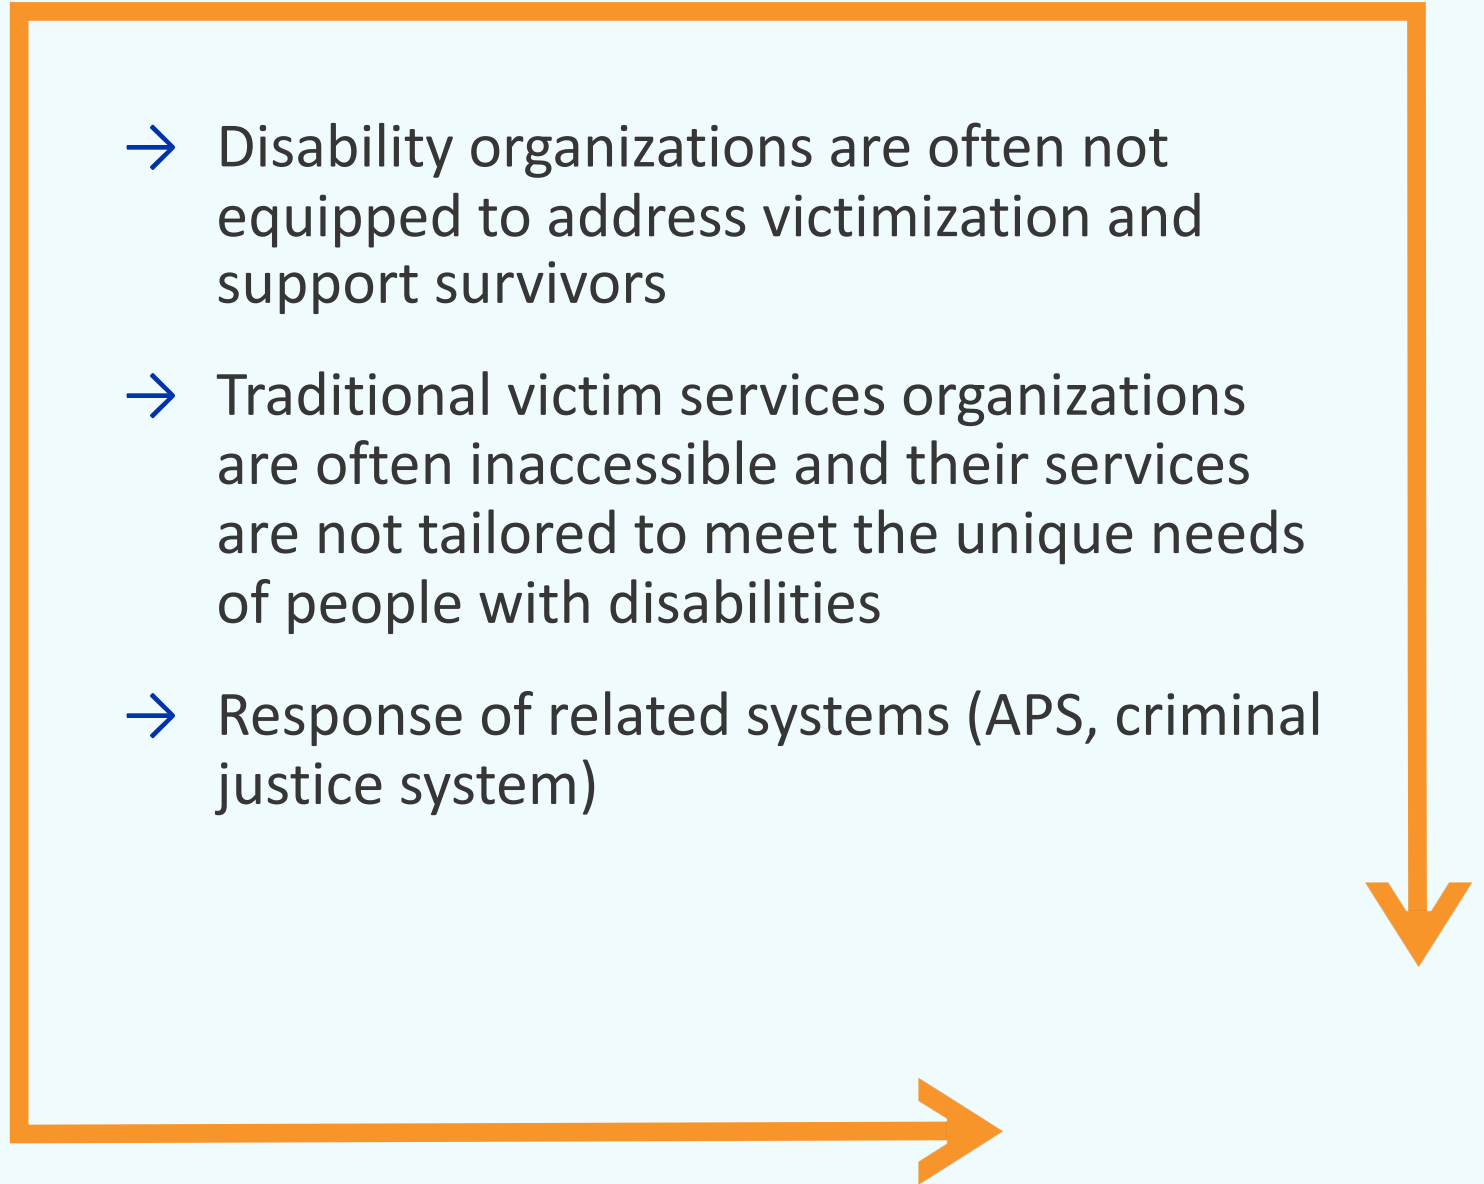 → Disability organizations are often not
equipped to address victimization and
support survivors
→ Traditional victim services organizations
are often inaccessible and their services
are not tailored to meet the unique needs
of people with disabilities
→ Response of related systems (APS, criminal
justice system)